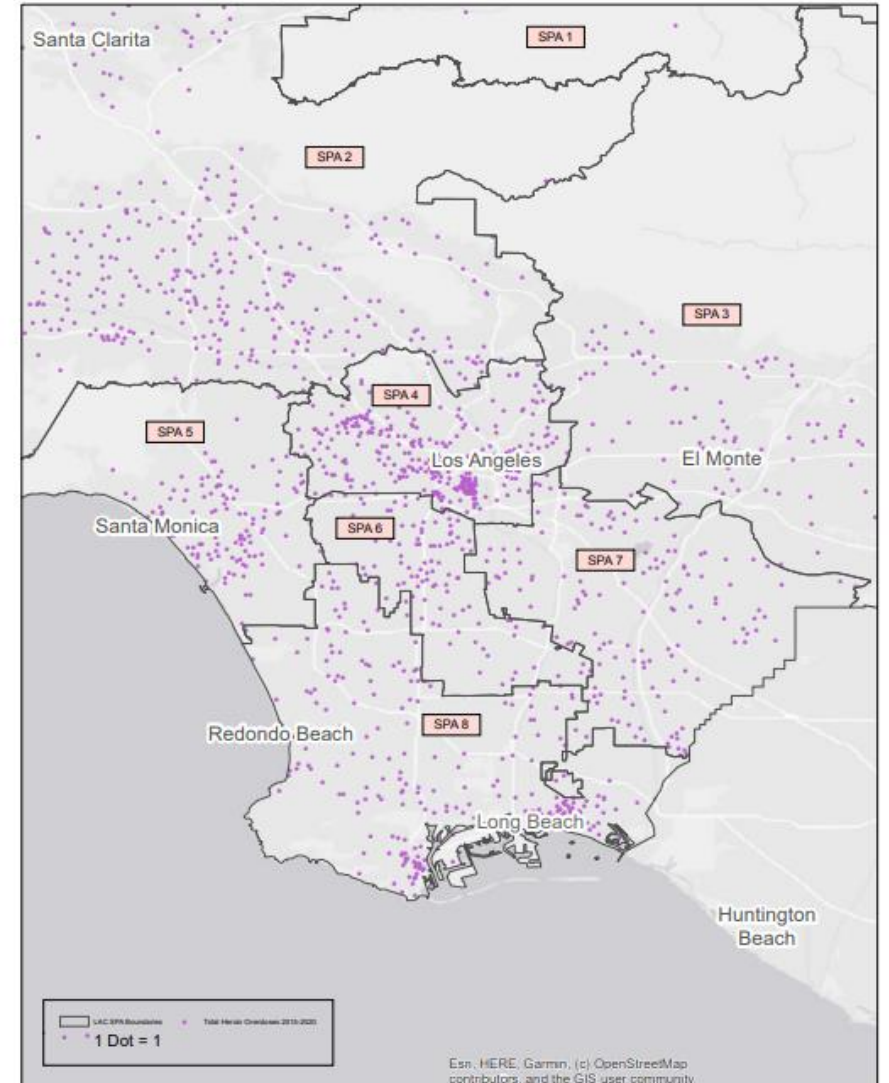 Santa Clarita
SPA 1
SPA 2
SPA 3
SPA 4
SPA 5
Los Angeles
El Monte
Santa Monica
SPA 6
SPA 7
SPA 8
Redondo Beach
Long Beach
Huntington
Beach
LAC SPA Boundaries
Total Heroin Overdoses 2015-2020
1 Dot = 1
Esri, HERE, Garmin, (c) OpenStreetMap
contributors, and the GIS user community